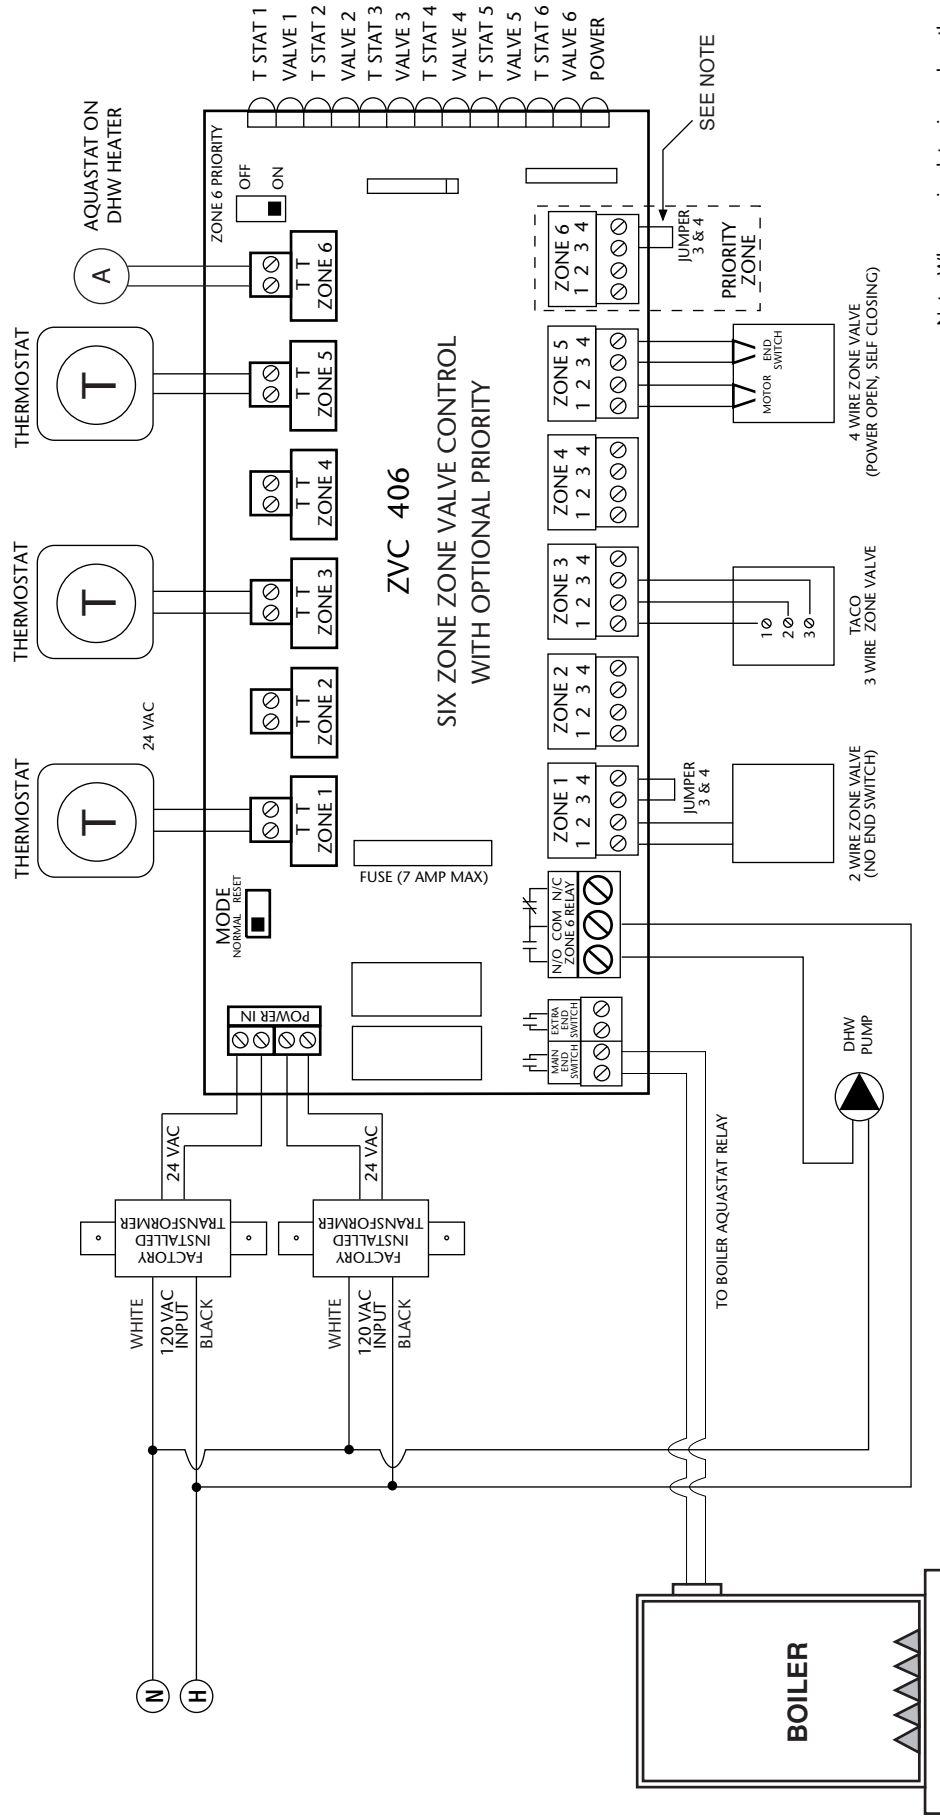 THERMOSTAT
THERMOSTAT
THERMOSTAT
AQUASTAT ON
DHW HEATER
T
T
T
A
24 VAC
N
H
WHITE
120 VAC
INPUT
BLACK
FACTORY
INSTALLED
TRANSFORMER
24 VAC
WHITE
120 VAC
INPUT
BLACK
FACTORY
INSTALLED
TRANSFORMER
24 VAC
POWER IN
MODE
NORMAL RESET
T T
ZONE 1
T T
ZONE 2
T T
ZONE 3
T T
ZONE 4
T T
ZONE 5
T T
ZONE 6
ZONE 6 PRIORITY
OFF
ON
T STAT 1
VALVE 1
T STAT 2
VALVE 2
T STAT 3
VALVE 3
T STAT 4
VALVE 4
T STAT 5
VALVE 5
T STAT 6
VALVE 6
POWER
FUSE (7 AMP MAX)
ZVC 406
SIX ZONE ZONE VALVE CONTROL
WITH OPTIONAL PRIORITY
MAIN
END
SWITCH
EXTRA
END
SWITCH
N/O COM N/C
ZONE 6 RELAY
ZONE 1
1 2 3 4
ZONE 2
1 2 3 4
ZONE 3
1 2 3 4
ZONE 4
1 2 3 4
ZONE 5
1 2 3 4
ZONE 6
1 2 3 4
JUMPER
3 & 4
JUMPER
3 & 4
PRIORITY
ZONE
SEE NOTE
TO BOILER AQUASTAT RELAY
1
2
3
MOTOR
END
SWITCH
DHW
PUMP
2 WIRE ZONE VALVE
(NO END SWITCH)
TACO
3 WIRE ZONE VALVE
4 WIRE ZONE VALVE
(POWER OPEN, SELF CLOSING)
BOILER